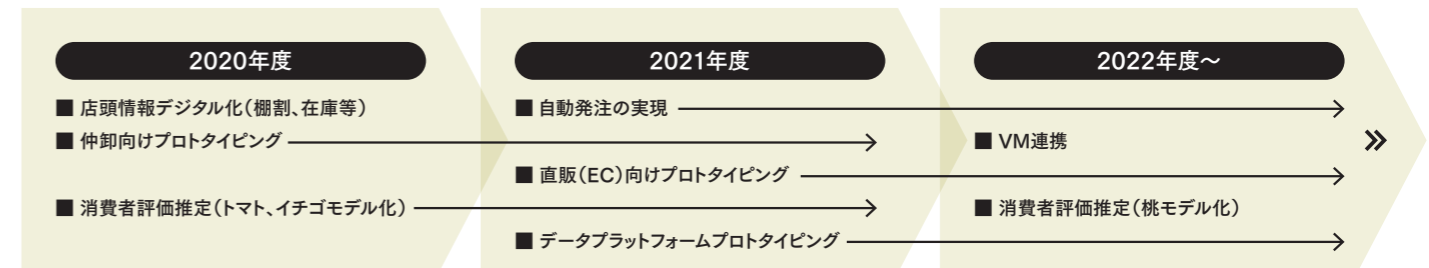 2020年度
■ 店頭情報デジタル化（棚割、在庫等）
■ 仲卸向けプロトタイピング
■ 消費者評価推定（トマト、イチゴモデル化）
2021年度
■ 自動発注の実現
■ 直販（EC）向けプロトタイピング
■ データプラットフォームプロトタイピング
2022年度〜
■ VM連携
■ 消費者評価推定（桃モデル化）